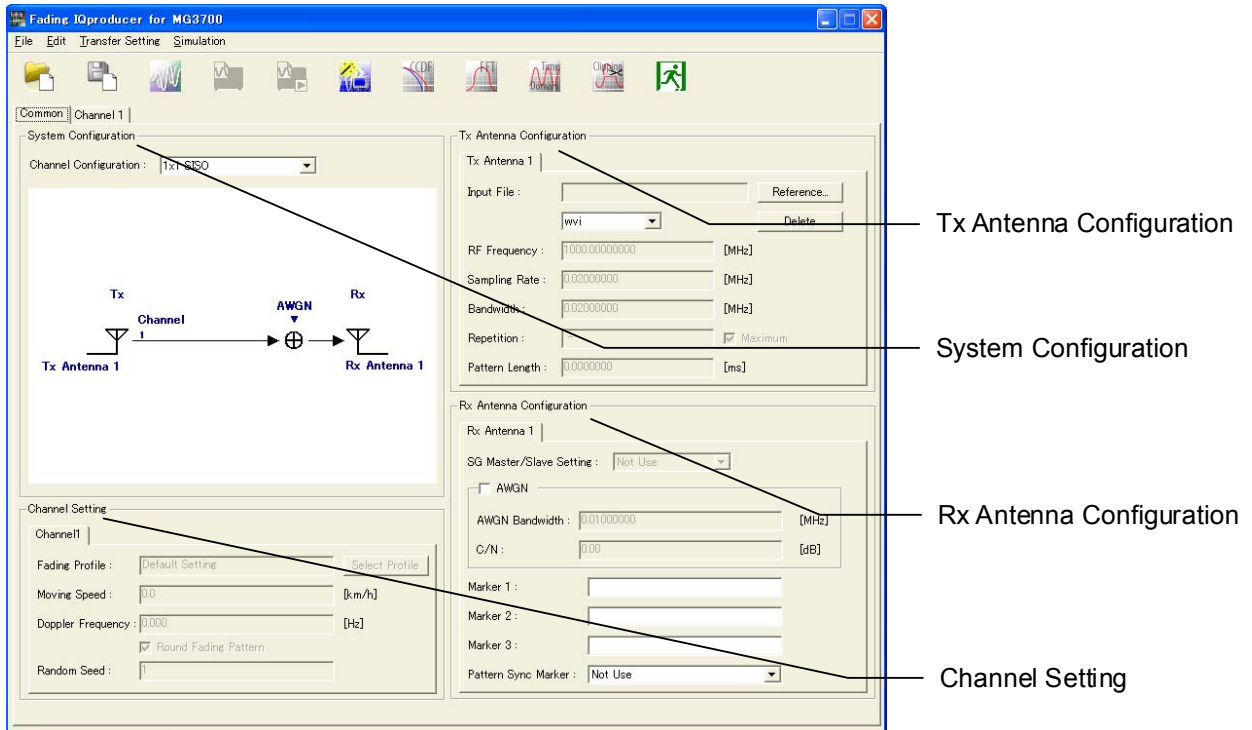 Fading IQproducer for MG3700
File Edit Transfer Setting Simulation
CCDF FFT Time Domain Clipping
Common Channel 1
System Configuration
Channel Configuration : 1x1 SISO
Tx
Rx
AWGN
Channel
1
Tx Antenna 1
Rx Antenna 1
Channel Setting
Channel1
Fading Profile : Default Setting Select Profile
Moving Speed : 0.0 [km/h]
Doppler Frequency : 0.000 [Hz]
Round Fading Pattern
Random Seed : 1
Tx Antenna Configuration
Tx Antenna 1
Input File : Reference...
wvi Delete
RF Frequency : 1000.00000000 [MHz]
Sampling Rate : 0.02000000 [MHz]
Bandwidth : 0.02000000 [MHz]
Repetition : - Maximum
Pattern Length : 0.0000000 [ms]
Rx Antenna Configuration
Rx Antenna 1
SG Master/Slave Setting : Not Use
AWGN
AWGN Bandwidth : 0.01000000 [MHz]
C/N : 0.00 [dB]
Marker 1 :
Marker 2 :
Marker 3 :
Pattern Sync Marker : Not Use
Tx Antenna Configuration
System Configuration
Rx Antenna Configuration
Channel Setting